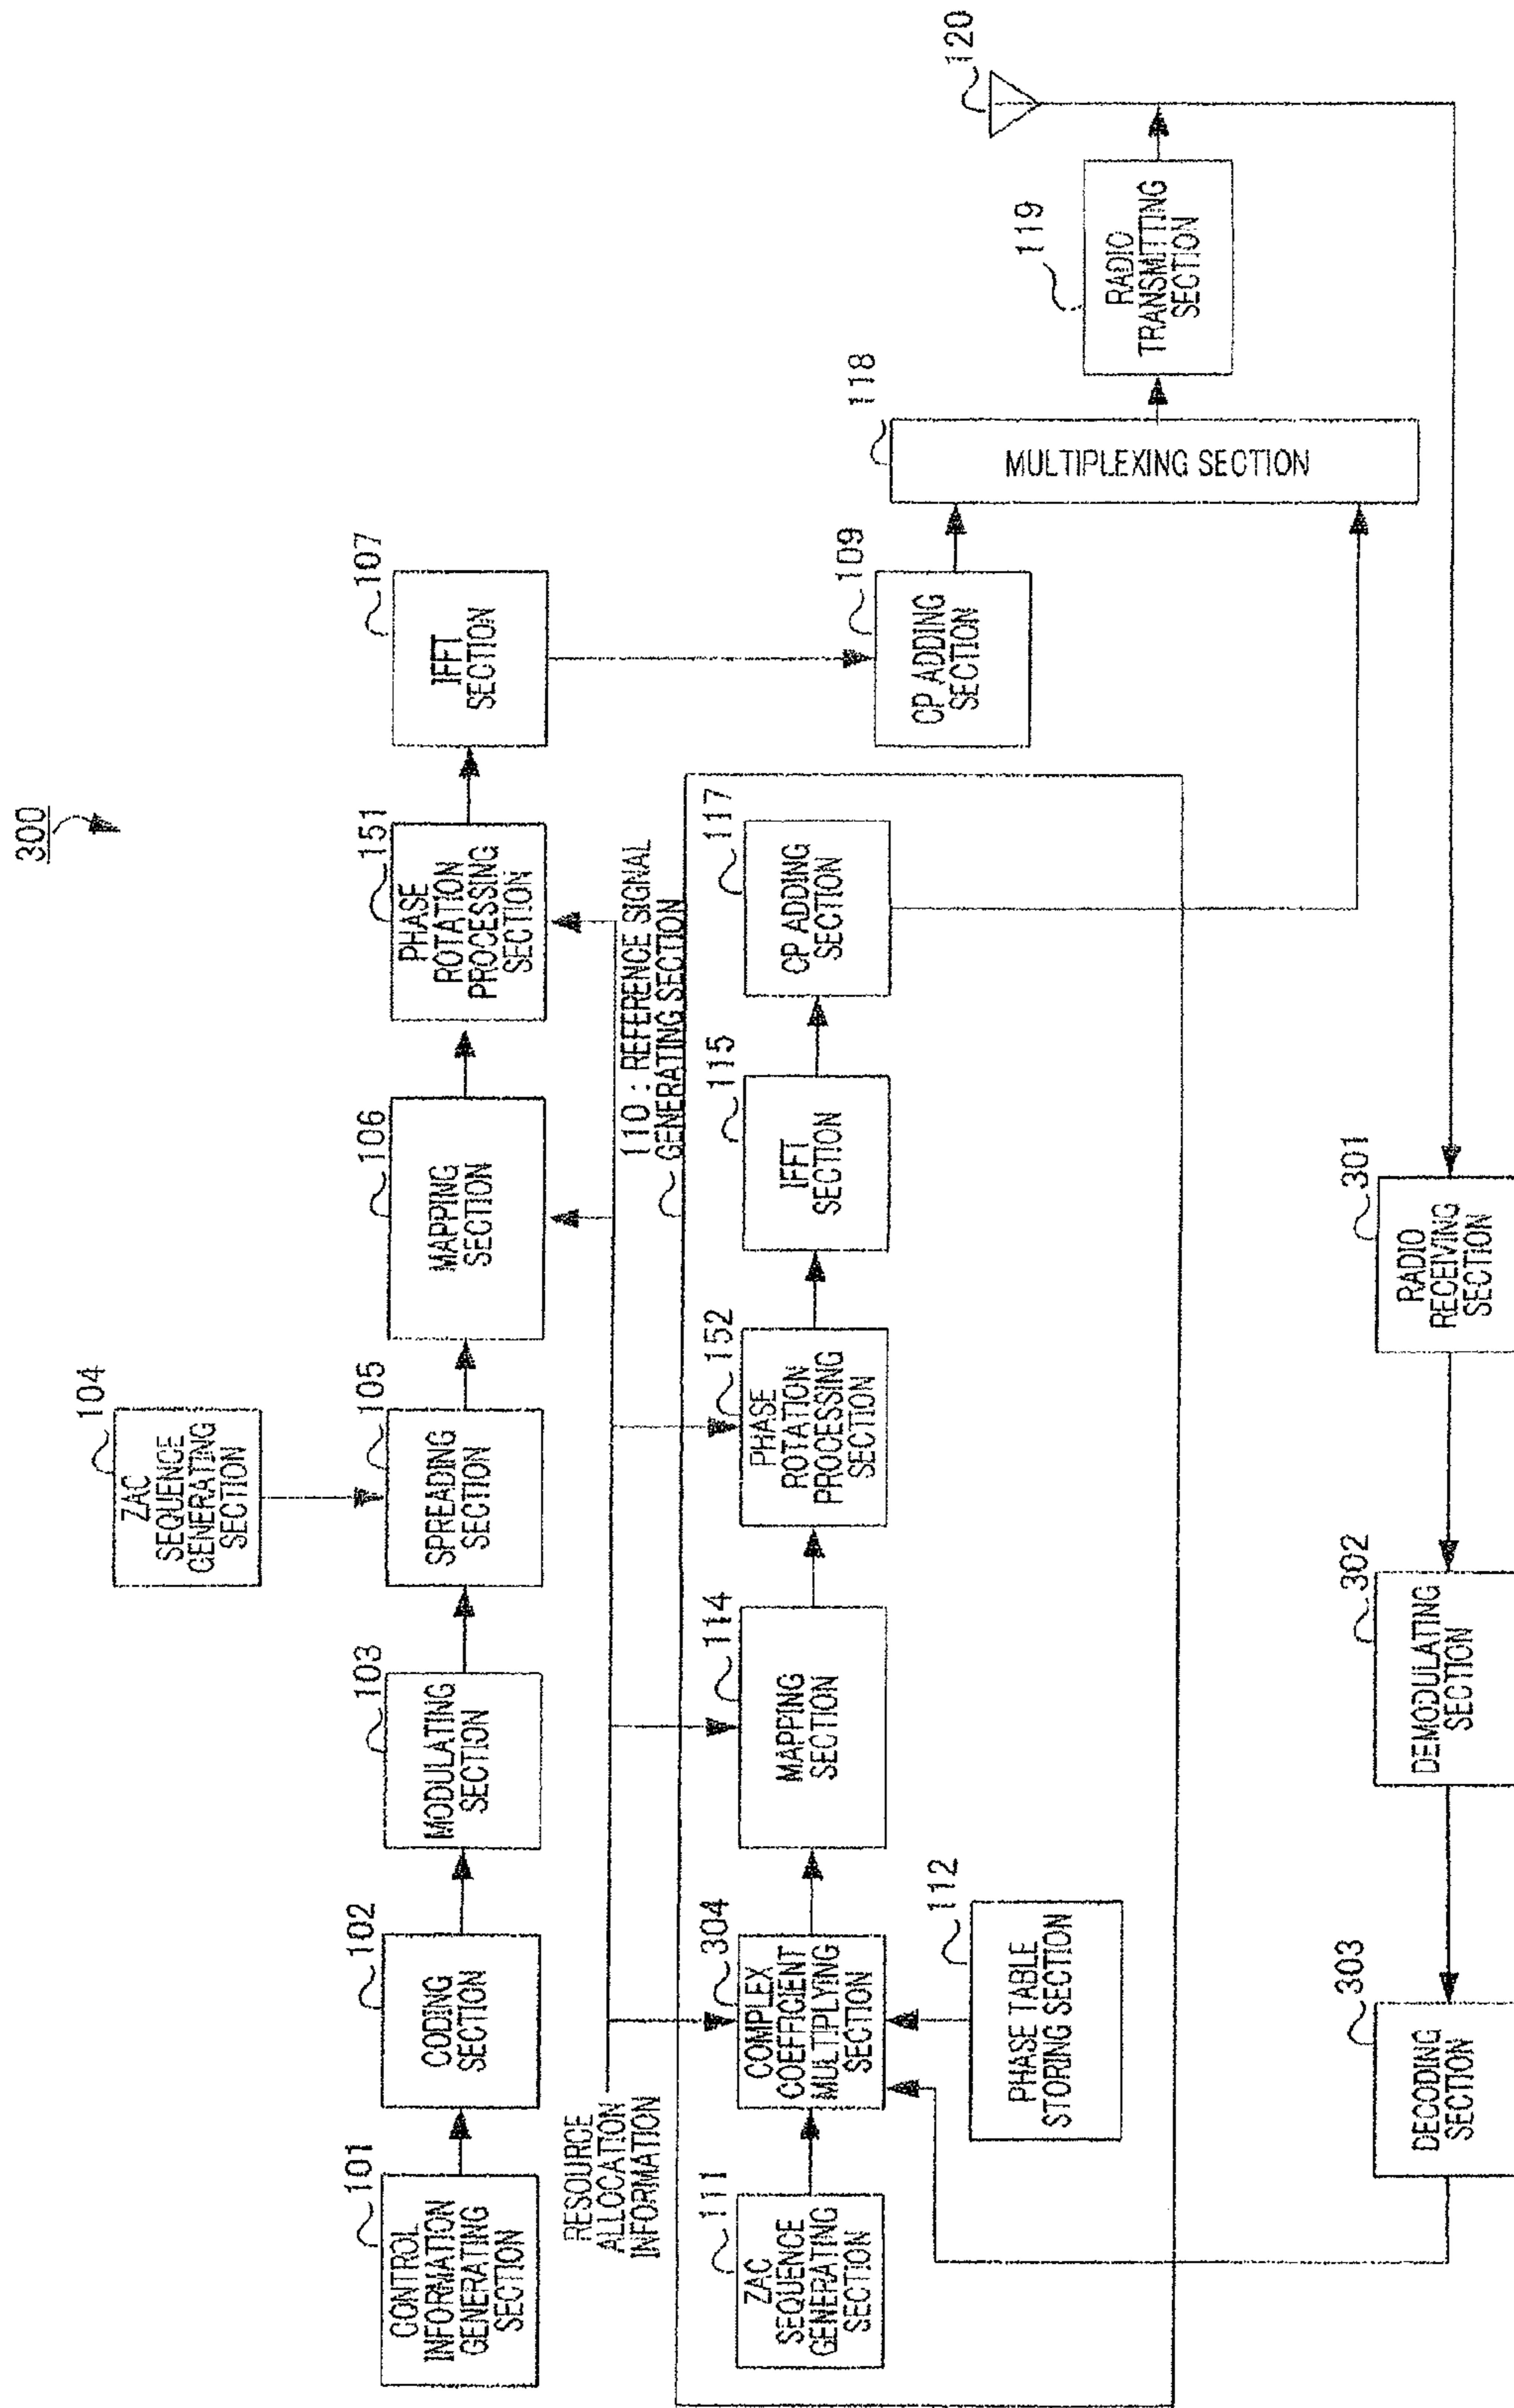 300
104
ZAC
SEQUENCE
GENERATING
SECTION
101
CONTROL
INFORMATION
GENERATING
SECTION
102
CODING
SECTION
103
MODULATING
SECTION
105
SPREADING
SECTION
106
MAPPING
SECTION
151
PHASE
ROTATION
PROCESSING
SECTION
107
IFFT
SECTION
RESOURCE
ALLOCATION
INFORMATION
110 : REFERENCE SIGNAL
GENERATING SECTION
111
ZAC
SEQUENCE
GENERATING
SECTION
304
COMPLEX
COEFFICIENT
MULTIPLYING
SECTION
114
MAPPING
SECTION
152
PHASE
ROTATION
PROCESSING
SECTION
115
IFFT
SECTION
117
CP ADDING
SECTION
109
CP ADDING
SECTION
112
PHASE TABLE
STORING SECTION
118
MULTIPLEXING SECTION
119
RADIO
TRANSMITTING
SECTION
120
303
DECODING
SECTION
302
DEMODULATING
SECTION
301
RADIO
RECEIVING
SECTION